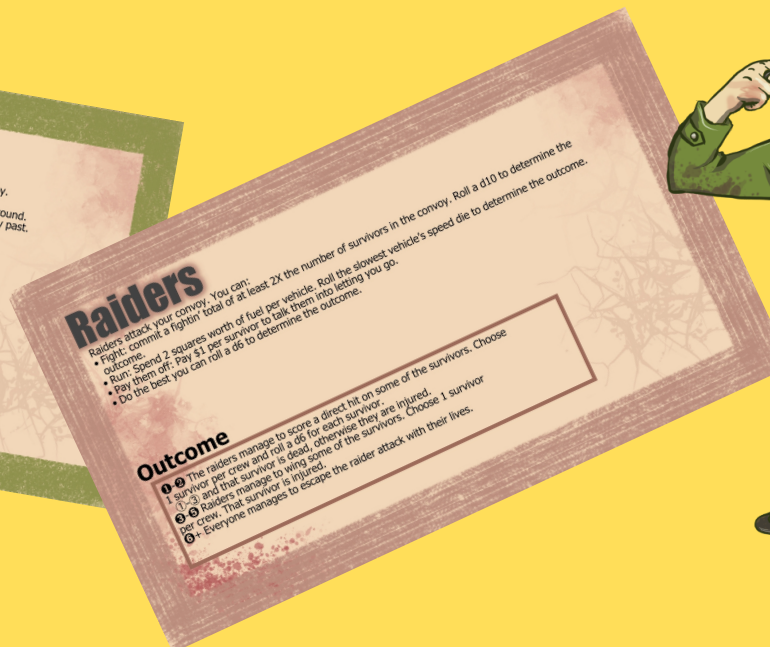 y.
ound.
y past.
Raiders
Raiders attack your convoy. You can:
• Fight: commit a fightin' total of at least 2X the number of survivors in the convoy. Roll a d10 to determine the
outcome.
• Run: Spend 2 squares worth of fuel per vehicle. Roll the slowest vehicle's speed die to determine the outcome.
• Pay them off: Pay $1 per survivor to talk them into letting you go.
• Do the best you can roll a d6 to determine the outcome.
Outcome
❶-❷ The raiders manage to score a direct hit on some of the survivors. Choose
1 survivor per crew and roll a d6 for each survivor.
①-③ and that survivor is dead, otherwise they are injured.
❸-❺ Raiders manage to wing some of the survivors. Choose 1 survivor
per crew. That survivor is injured.
❻+ Everyone manages to escape the raider attack with their lives.